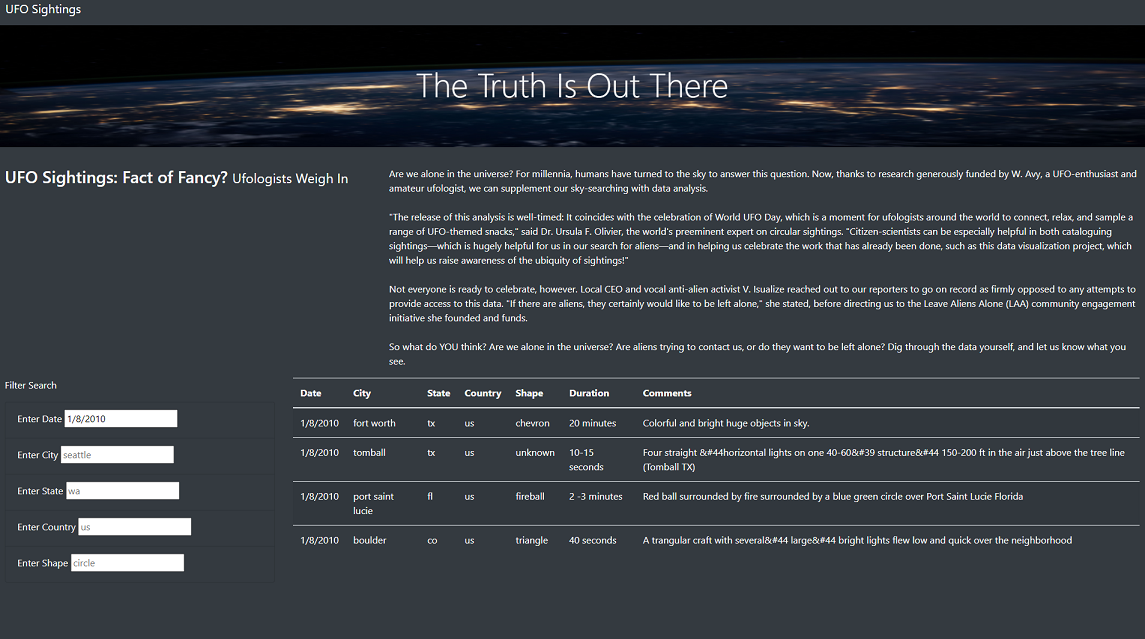 UFO Sightings
The Truth Is Out There
UFO Sightings: Fact of Fancy? Ufologists Weigh In
Are we alone in the universe? For millennia, humans have turned to the sky to answer this question. Now, thanks to research generously funded by W. Avy, a UFO-enthusiast and
amateur ufologist, we can supplement our sky-searching with data analysis.
"The release of this analysis is well-timed: It coincides with the celebration of World UFO Day, which is a moment for ufologists around the world to connect, relax, and sample a
range of UFO-themed snacks," said Dr. Ursula F. Olivier, the world's preeminent expert on circular sightings. "Citizen-scientists can be especially helpful in both cataloguing
sightings—which is hugely helpful for us in our search for aliens—and in helping us celebrate the work that has already been done, such as this data visualization project, which
will help us raise awareness of the ubiquity of sightings!"
Not everyone is ready to celebrate, however. Local CEO and vocal anti-alien activist V. Isualize reached out to our reporters to go on record as firmly opposed to any attempts to
provide access to this data. "If there are aliens, they certainly would like to be left alone," she stated, before directing us to the Leave Aliens Alone (LAA) community engagement
initiative she founded and funds.
So what do YOU think? Are we alone in the universe? Are aliens trying to contact us, or do they want to be left alone? Dig through the data yourself, and let us know what you
see.
Filter Search
Enter Date 1/8/2010
Enter City seattle
Enter State wa
Enter Country us
Enter Shape circle
Date City State Country Shape Duration Comments
1/8/2010 fort worth tx us chevron 20 minutes Colorful and bright huge objects in sky.
1/8/2010 tomball tx us unknown 10-15 Four straight &#44horizontal lights on one 40-60&#39 structure&#44 150-200 ft in the air just above the tree line
seconds (Tomball TX)
1/8/2010 port saint fl us fireball 2 -3 minutes Red ball surrounded by fire surrounded by a blue green circle over Port Saint Lucie Florida
lucie
1/8/2010 boulder co us triangle 40 seconds A trangular craft with several&#44 large&#44 bright lights flew low and quick over the neighborhood